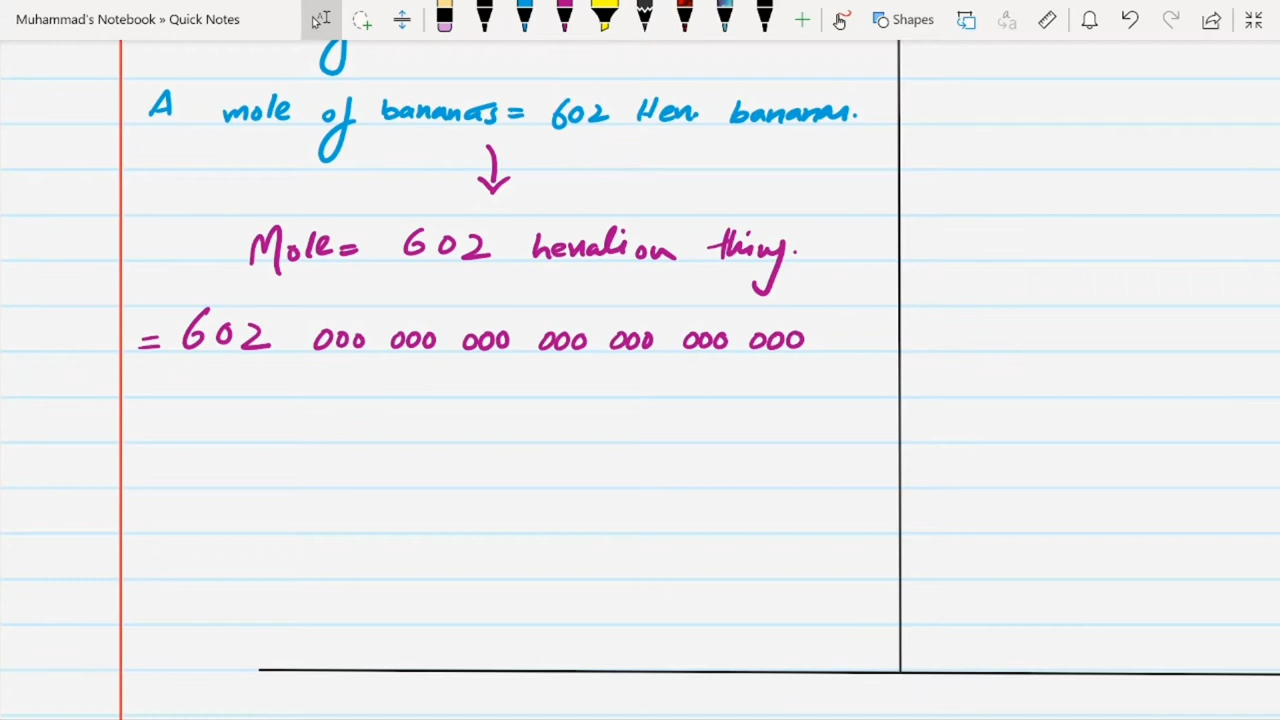 Muhammad's Notebook » Quick Notes
Shapes
A mole of bananas = 602 Hex. bananas.
Mole = 602 hexalion thing.
= 602 000 000 000 000 000 000 000